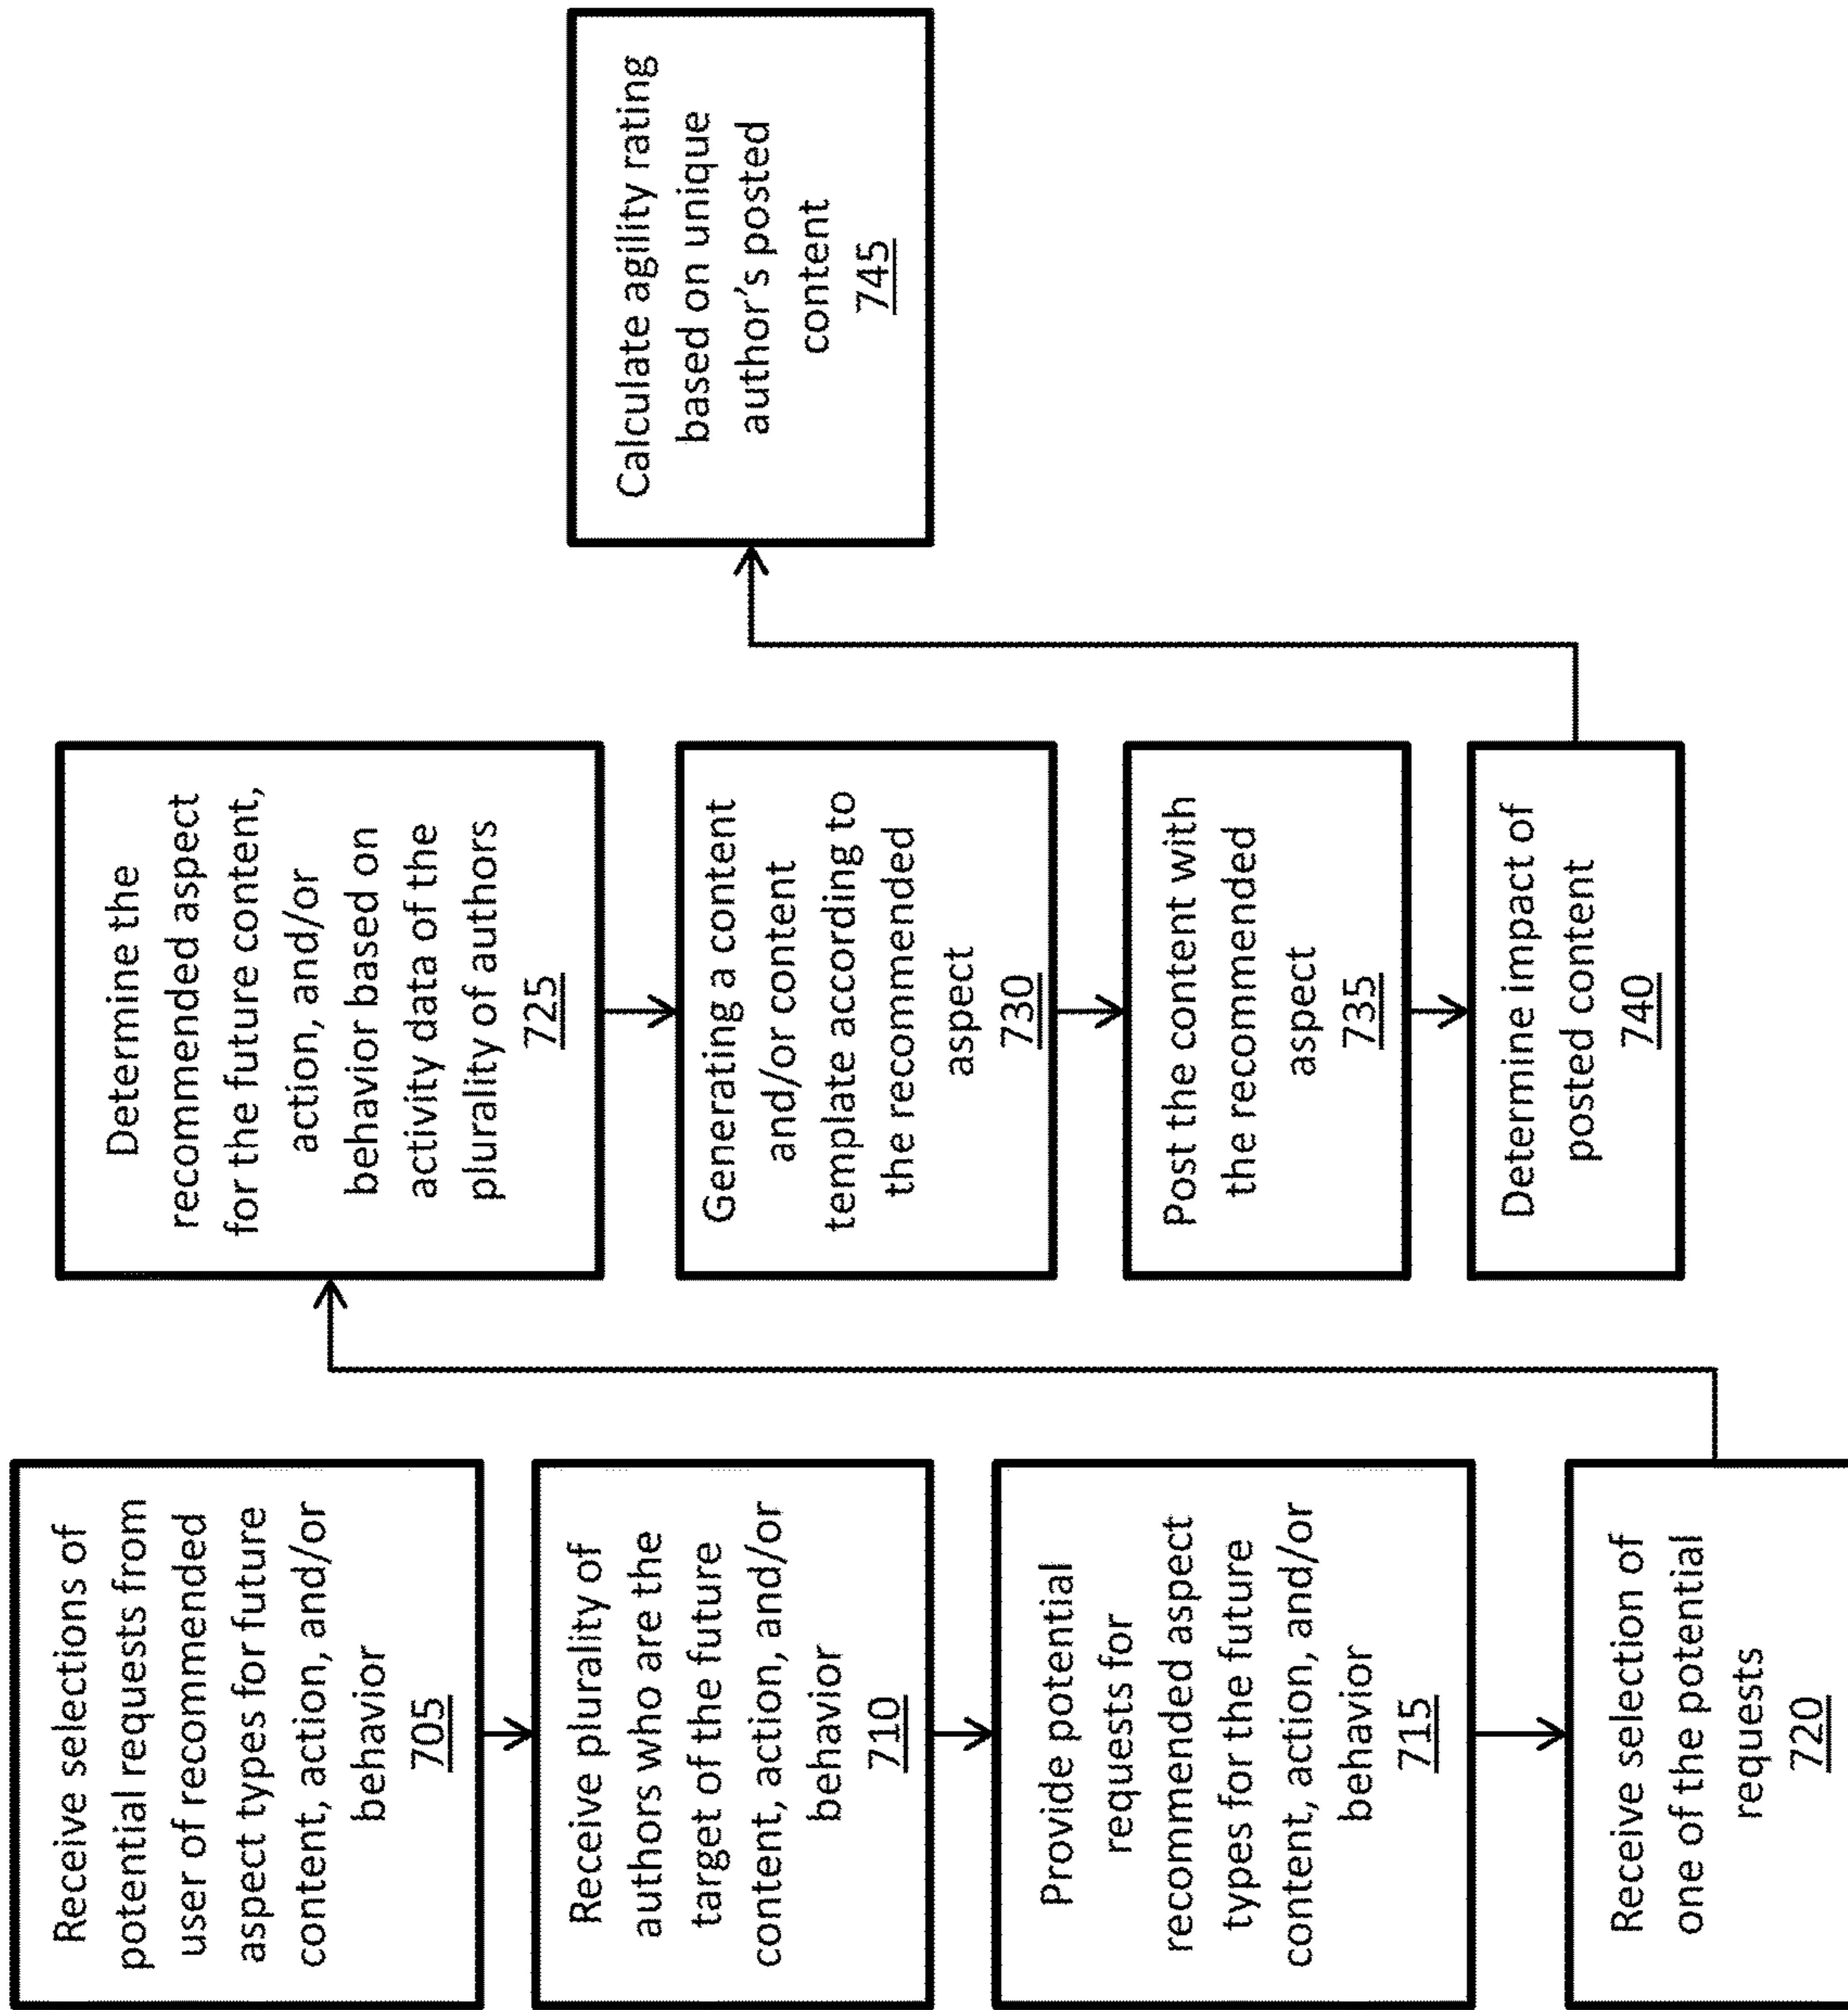 Receive selections of
potential requests from
user of recommended
aspect types for future
content, action, and/or
behavior
705
Receive plurality of
authors who are the
target of the future
content, action, and/or
behavior
710
Provide potential
requests for
recommended aspect
types for the future
content, action, and/or
behavior
715
Receive selection of
one of the potential
requests
720
Determine the
recommended aspect
for the future content,
action, and/or
behavior based on
activity data of the
plurality of authors
725
Generating a content
and/or content
template according to
the recommended
aspect
730
Post the content with
the recommended
aspect
735
Determine impact of
posted content
740
Calculate agility rating
based on unique
author's posted
content
745